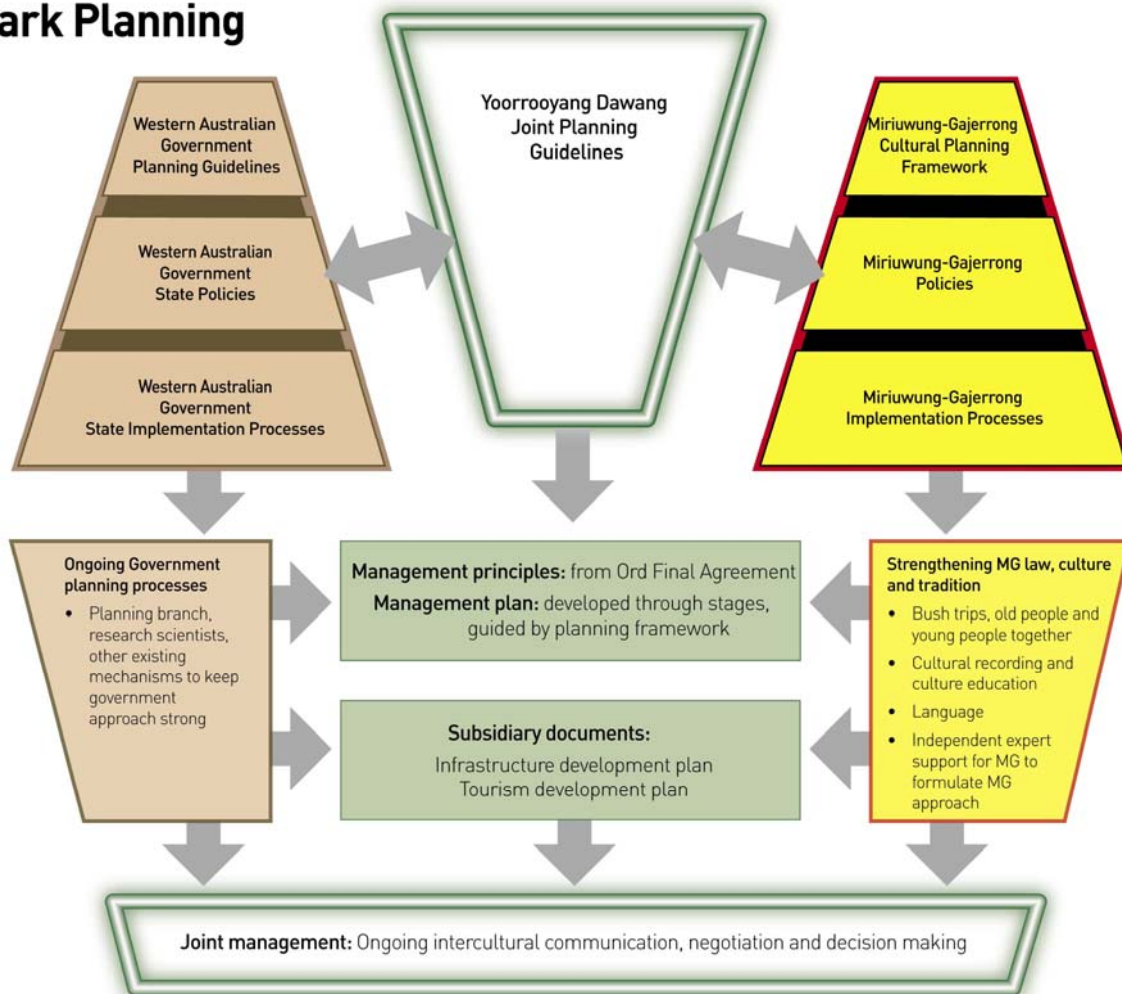 ark Planning
Western Australian
Government
Planning Guidelines
Western Australian
Government
State Policies
Western Australian
Government
State Implementation Processes
Yoorrooyang Dawang
Joint Planning
Guidelines
Miriuwung-Gajerrong
Cultural Planning
Framework
Miriuwung-Gajerrong
Policies
Miriuwung-Gajerrong
Implementation Processes
Ongoing Government
planning processes
• Planning branch,
research scientists,
other existing
mechanisms to keep
government
approach strong
Management principles: from Ord Final Agreement
Management plan: developed through stages,
guided by planning framework
Subsidiary documents:
Infrastructure development plan
Tourism development plan
Strengthening MG law, culture
and tradition
• Bush trips, old people and
young people together
• Cultural recording and
culture education
• Language
• Independent expert
support for MG to
formulate MG
approach
Joint management: Ongoing intercultural communication, negotiation and decision making